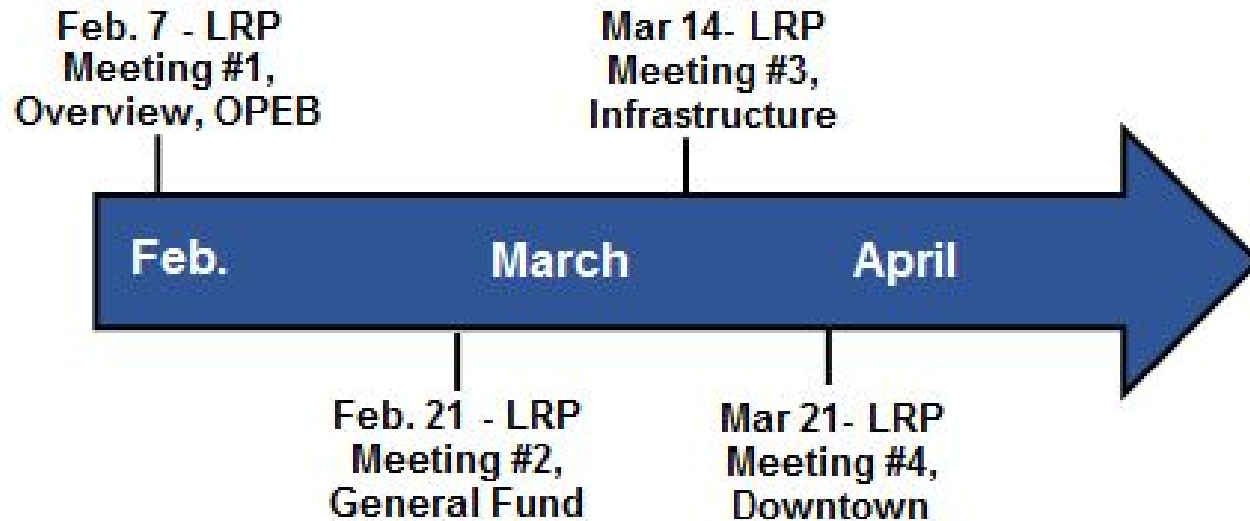 Feb. 7 - LRP
Meeting #1,
Overview, OPEB
Mar 14- LRP
Meeting #3,
Infrastructure
Feb.
March
April
Feb. 21 - LRP
Meeting #2,
General Fund
Mar 21- LRP
Meeting #4,
Downtown